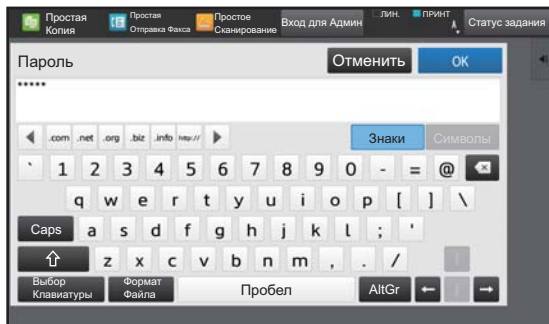 Простая Копия
Простая Отправка Факса
Простое Сканирование
Вход для Админ
ЛИН.
ПРИНТ
Статус задания
Пароль
Отменить
OK
*****
.com .net .org .biz .info http://
Знаки
Символы
` 1 2 3 4 5 6 7 8 9 0 - = @
q w e r t y u i o p [ ] \
Caps a s d f g h j k l ; '
z x c v b n m , . /
Выбор Клавиатуры
Формат Файла
Пробел
AltGr